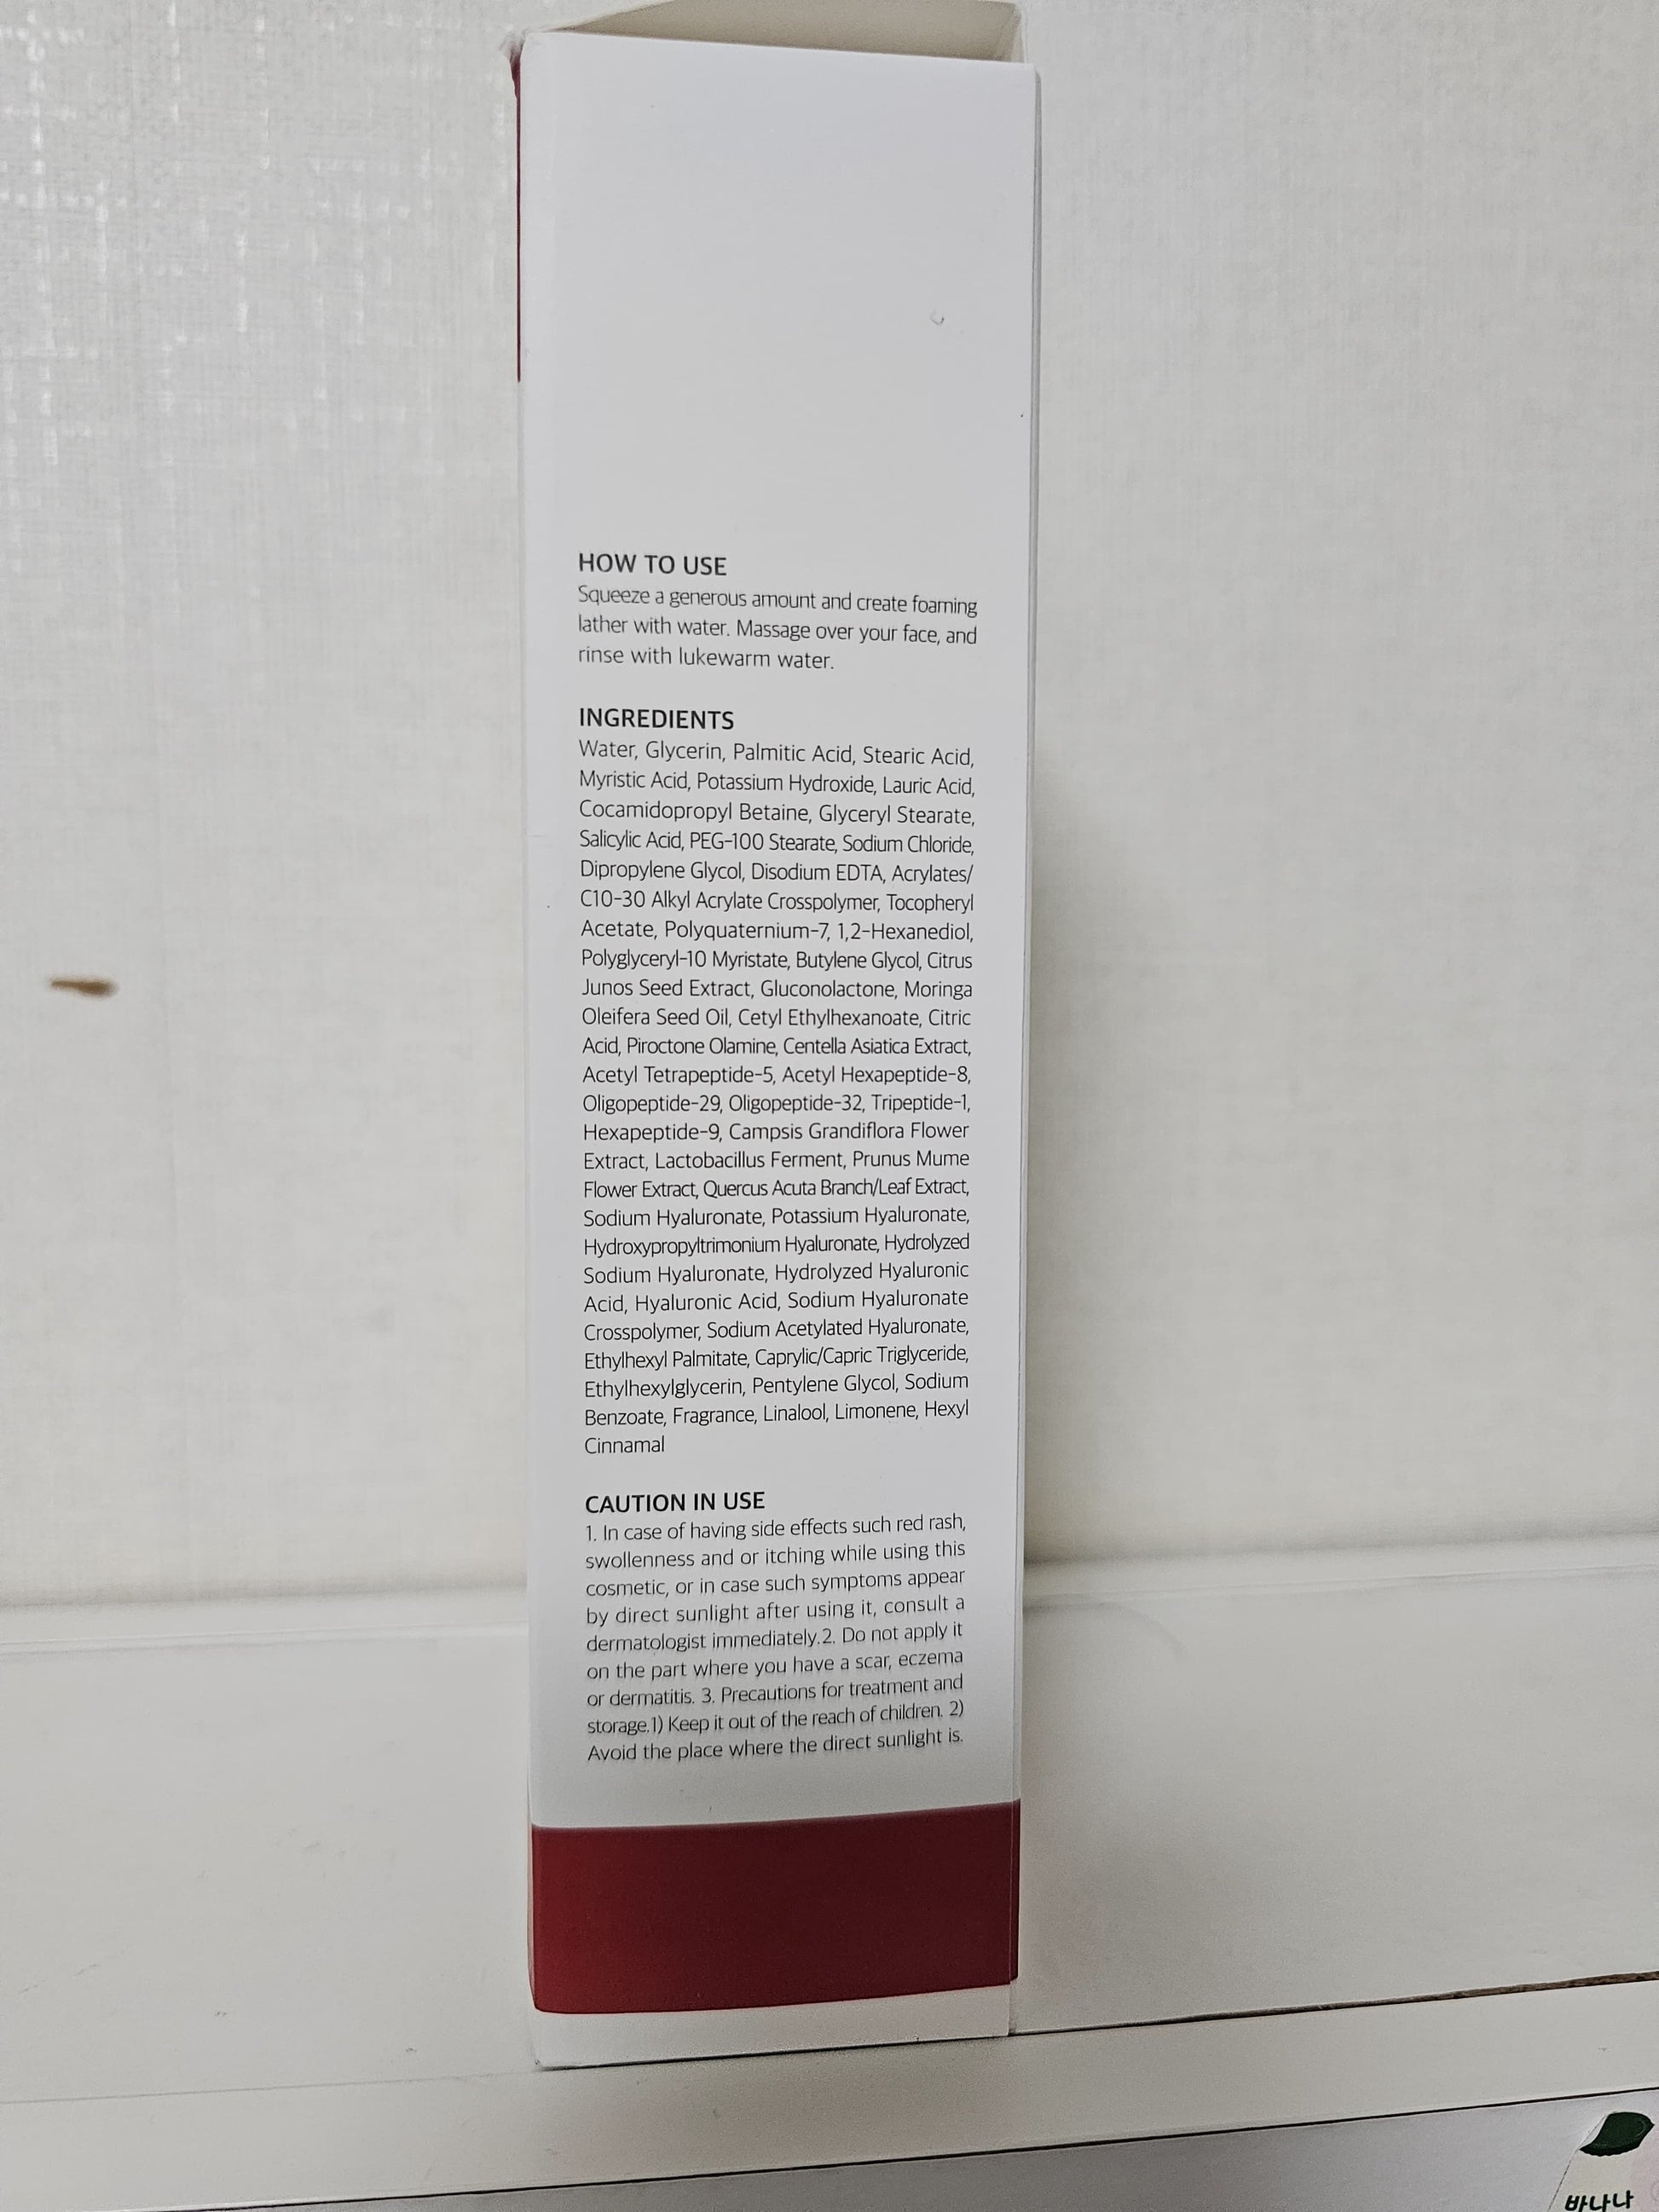 HOW TO USE
Squeeze a generous amount and create foaming
lather with water. Massage over your face, and
rinse with lukewarm water.
INGREDIENTS
Water, Glycerin, Palmitic Acid, Stearic Acid,
Myristic Acid, Potassium Hydroxide, Lauric Acid,
Cocamidopropyl Betaine, Glyceryl Stearate,
Salicylic Acid, PEG-100 Stearate, Sodium Chloride,
Dipropylene Glycol, Disodium EDTA, Acrylates/
C10-30 Alkyl Acrylate Crosspolymer, Tocopheryl
Acetate, Polyquaternium-7, 1,2-Hexanediol,
Polyglyceryl-10 Myristate, Butylene Glycol, Citrus
Junos Seed Extract, Gluconolactone, Moringa
Oleifera Seed Oil, Cetyl Ethylhexanoate, Citric
Acid, Piroctone Olamine, Centella Asiatica Extract,
Acetyl Tetrapeptide-5, Acetyl Hexapeptide-8,
Oligopeptide-29, Oligopeptide-32, Tripeptide-1,
Hexapeptide-9, Campsis Grandiflora Flower
Extract, Lactobacillus Ferment, Prunus Mume
Flower Extract, Quercus Acuta Branch/Leaf Extract,
Sodium Hyaluronate, Potassium Hyaluronate,
Hydroxypropyltrimonium Hyaluronate, Hydrolyzed
Sodium Hyaluronate, Hydrolyzed Hyaluronic
Acid, Hyaluronic Acid, Sodium Hyaluronate
Crosspolymer, Sodium Acetylated Hyaluronate,
Ethylhexyl Palmitate, Caprylic/Capric Triglyceride,
Ethylhexylglycerin, Pentylene Glycol, Sodium
Benzoate, Fragrance, Linalool, Limonene, Hexyl
Cinnamal
CAUTION IN USE
1. In case of having side effects such red rash,
swollenness and or itching while using this
cosmetic, or in case such symptoms appear
by direct sunlight after using it, consult a
dermatologist immediately.2. Do not apply it
on the part where you have a scar, eczema
or dermatitis. 3. Precautions for treatment and
storage.1) Keep it out of the reach of children. 2)
Avoid the place where the direct sunlight is.
바나나